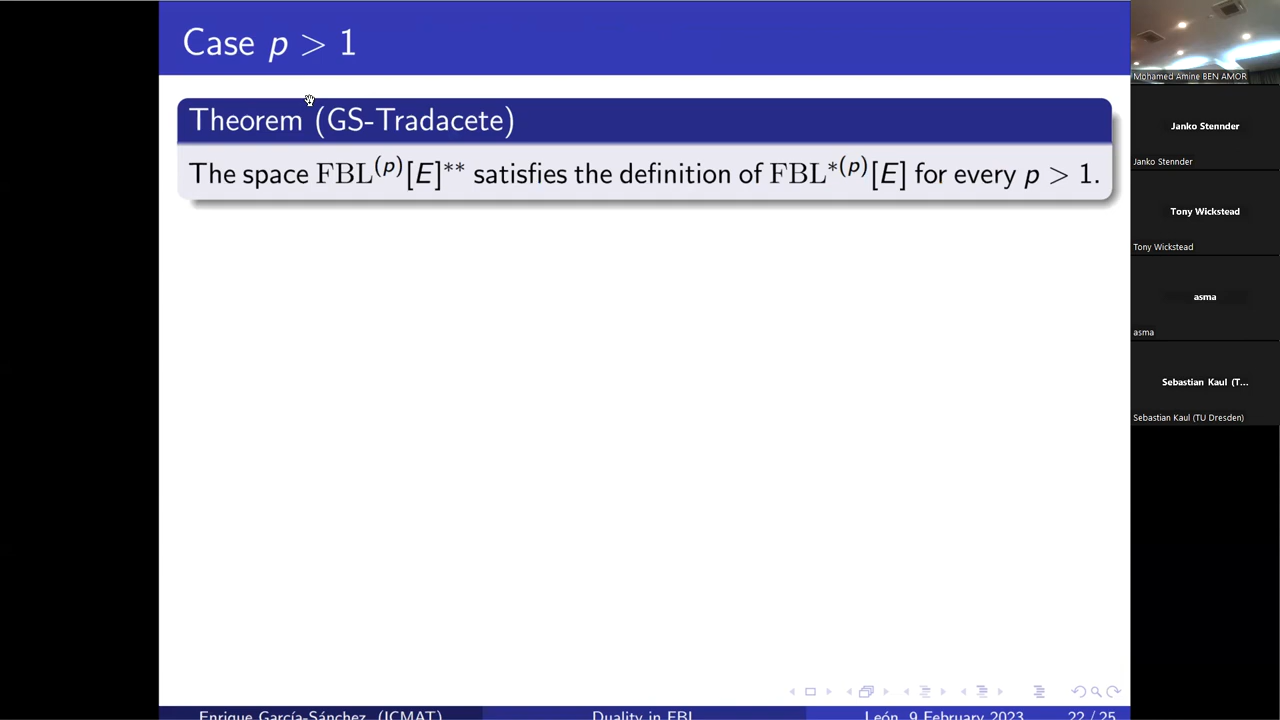 Case p > 1
Theorem (GS-Tradacete)
The space FBL^(p)[E]** satisfies the definition of FBL*^(p)[E] for every p > 1.
Enrique García-Sánchez (ICMAT)
Duality in FBL
León, 9 February 2023
22 / 25
Mohamed Amine BEN AMOR
Janko Stennder
Janko Stennder
Tony Wickstead
Tony Wickstead
asma
asma
Sebastian Kaul (T...
Sebastian Kaul (TU Dresden)